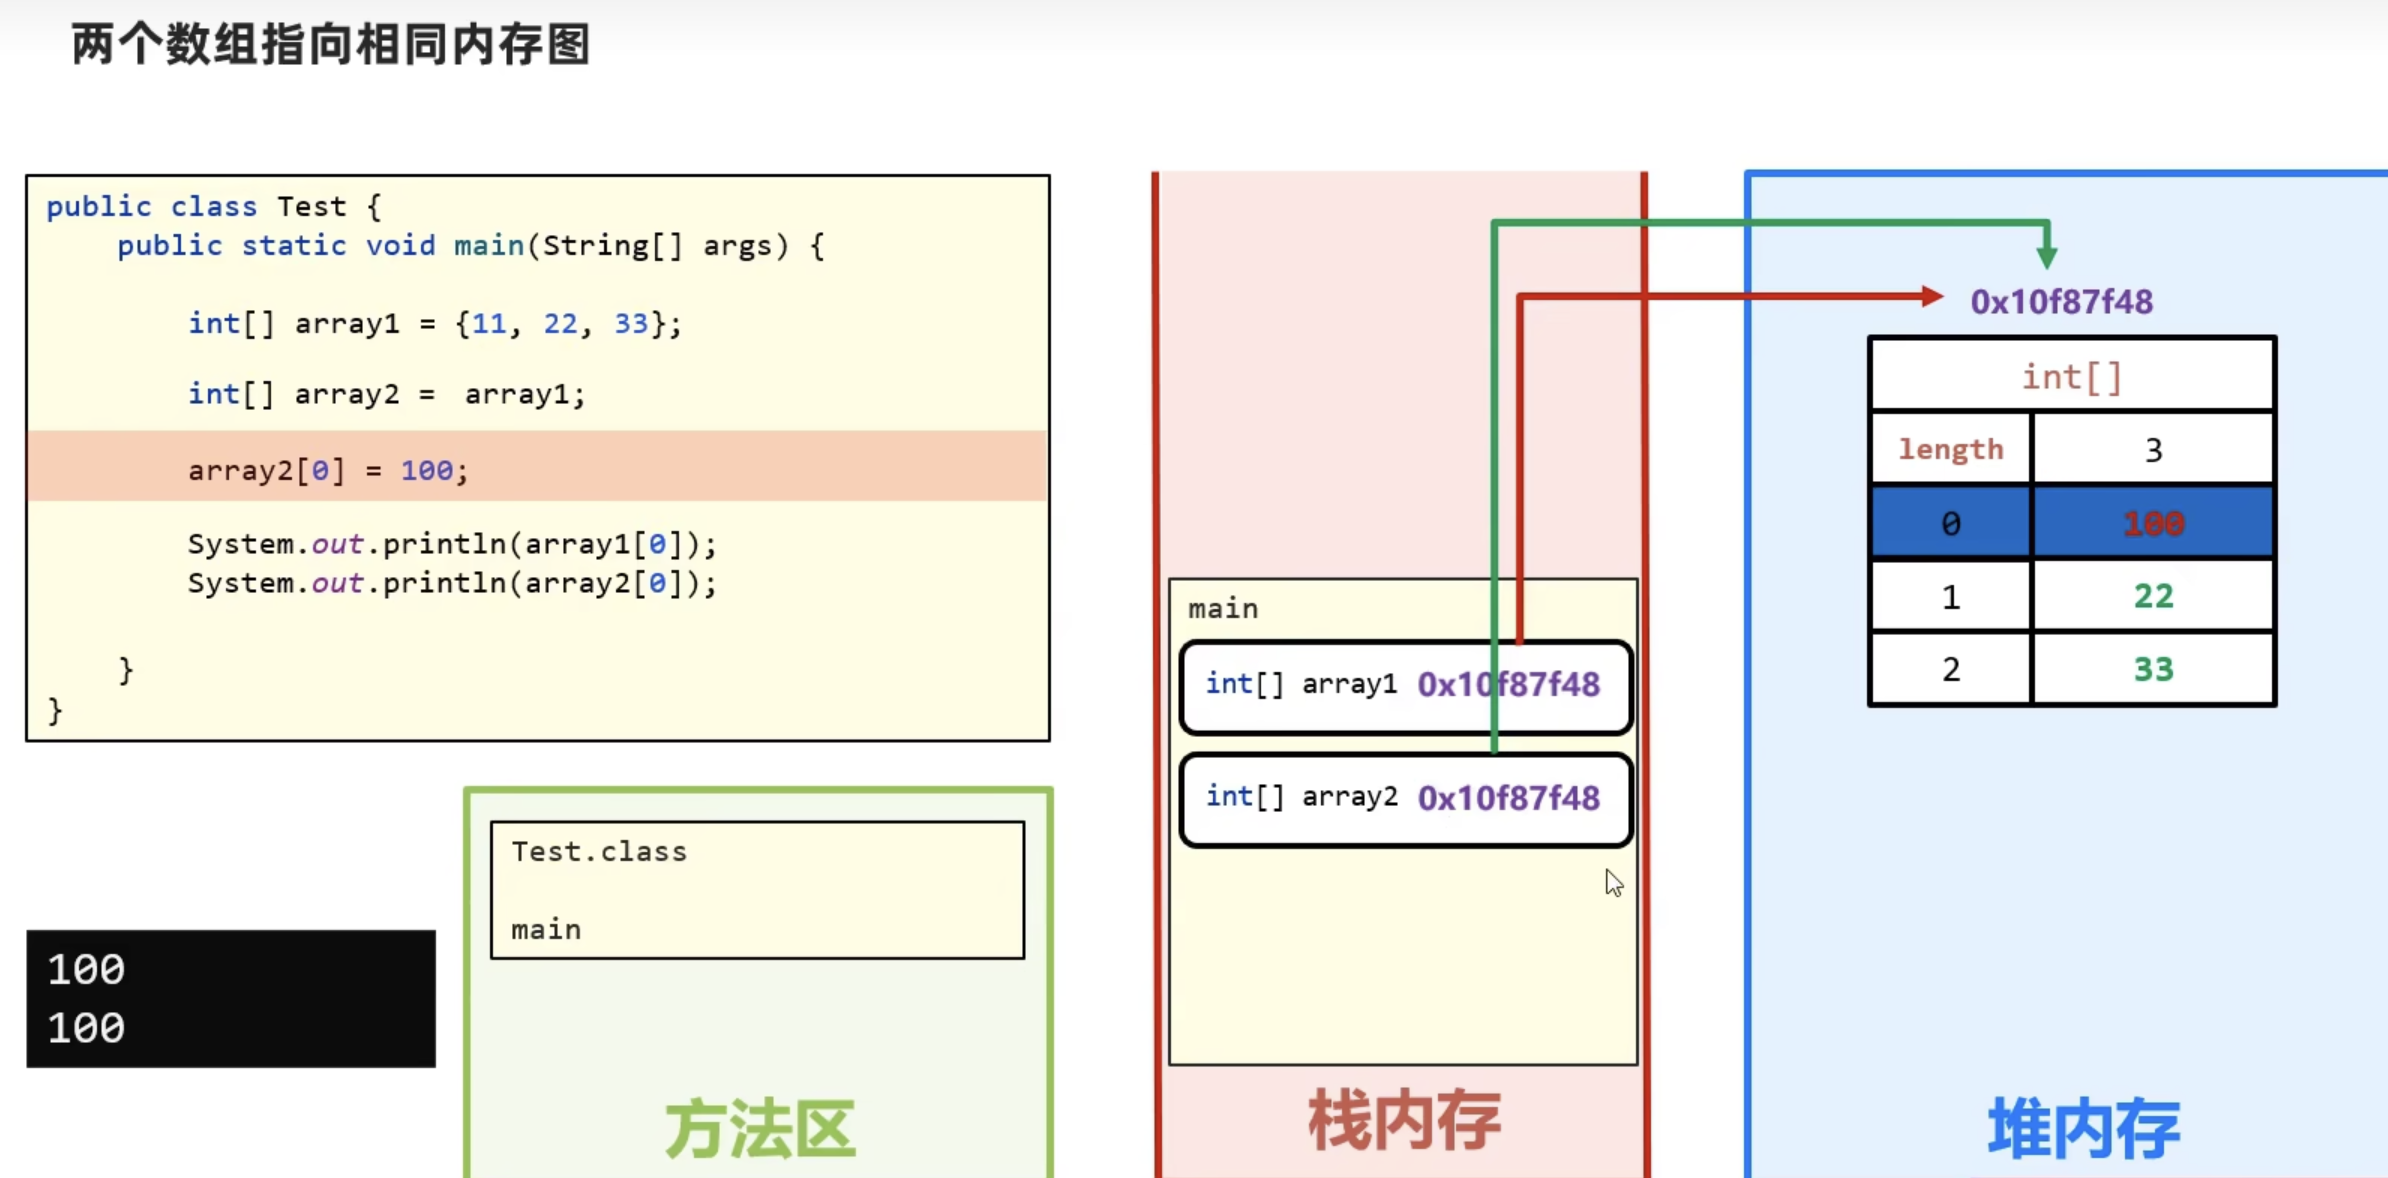 两个数组指向相同内存图
public class Test {
public static void main(String[] args) {
int[] array1 = {11, 22, 33};
int[] array2 = array1;
array2[0] = 100;
System.out.println(array1[0]);
System.out.println(array2[0]);
}
}
100
100
Test.class
main
方法区
main
int[] array1 0x10f87f48
int[] array2 0x10f87f48
栈内存
0x10f87f48
int[]
length 3
0 100
1 22
2 33
堆内存